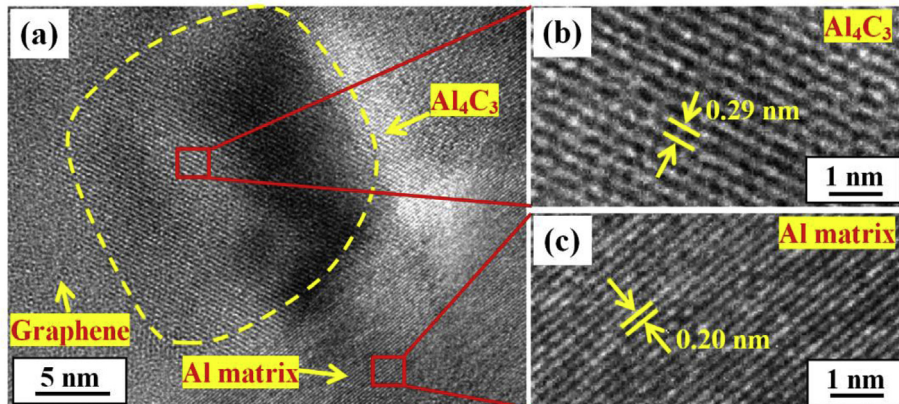 (a)
Al₄C₃
Graphene
Al matrix
5 nm
(b)
Al₄C₃
0.29 nm
1 nm
(c)
Al matrix
0.20 nm
1 nm